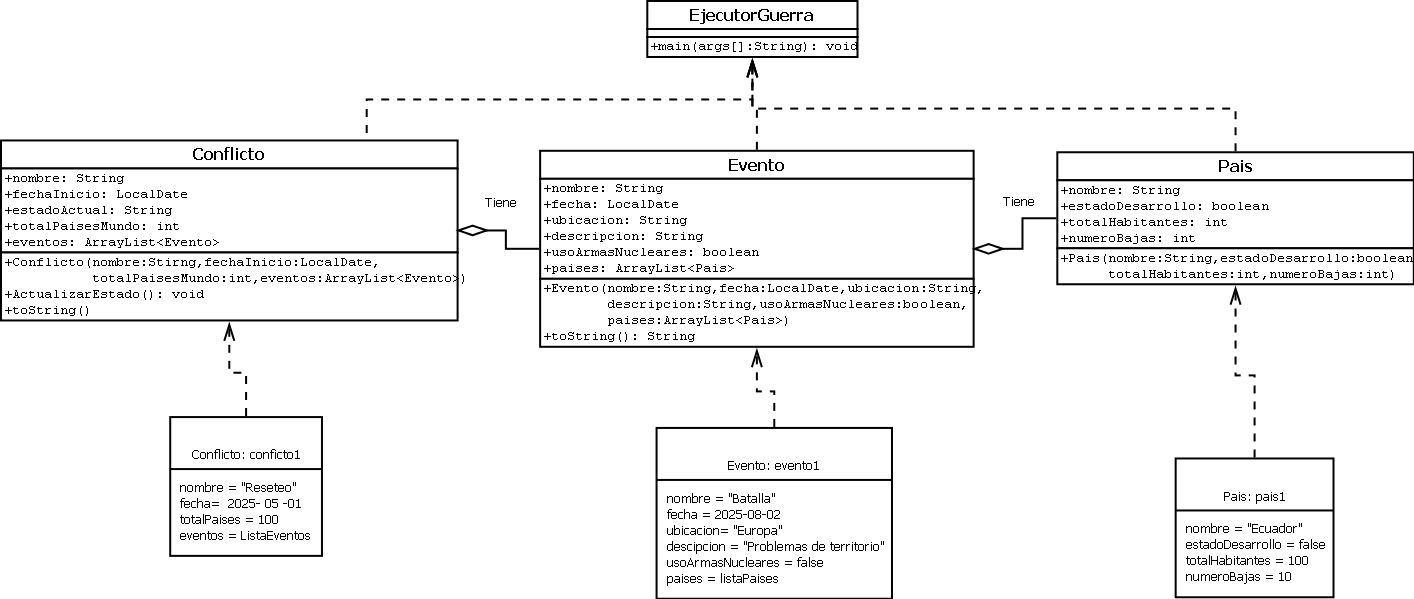 EjecutorGuerra
+main(args[]:String): void
Conflicto
+nombre: String
+fechaInicio: LocalDate
+estadoActual: String
+totalPaisesMundo: int
+eventos: ArrayList<Evento>
+Conflicto(nombre:Stirng,fechaInicio:LocalDate,
totalPaisesMundo:int,eventos:ArrayList<Evento>)
+ActualizarEstado(): void
+toString()
Tiene
Evento
+nombre: String
+fecha: LocalDate
+ubicacion: String
+descripcion: String
+usoArmasNucleares: boolean
+paises: ArrayList<Pais>
+Evento(nombre:String,fecha:LocalDate,ubicacion:String,
descripcion:String,usoArmasNucleares:boolean,
paises:ArrayList<Pais>)
+toString(): String
Tiene
Pais
+nombre: String
+estadoDesarrollo: boolean
+totalHabitantes: int
+numeroBajas: int
+Pais(nombre:String,estadoDesarrollo:boolean
totalHabitantes:int,numeroBajas:int)
Conflicto: conficto1
nombre = "Reseteo"
fecha= 2025- 05 -01
totalPaises = 100
eventos = ListaEventos
Evento: evento1
nombre = "Batalla"
fecha = 2025-08-02
ubicacion= "Europa"
descipcion = "Problemas de territorio"
usoArmasNucleares = false
paises = listaPaises
Pais: pais1
nombre = "Ecuador"
estadoDesarrollo = false
totalHabitantes = 100
numeroBajas = 10